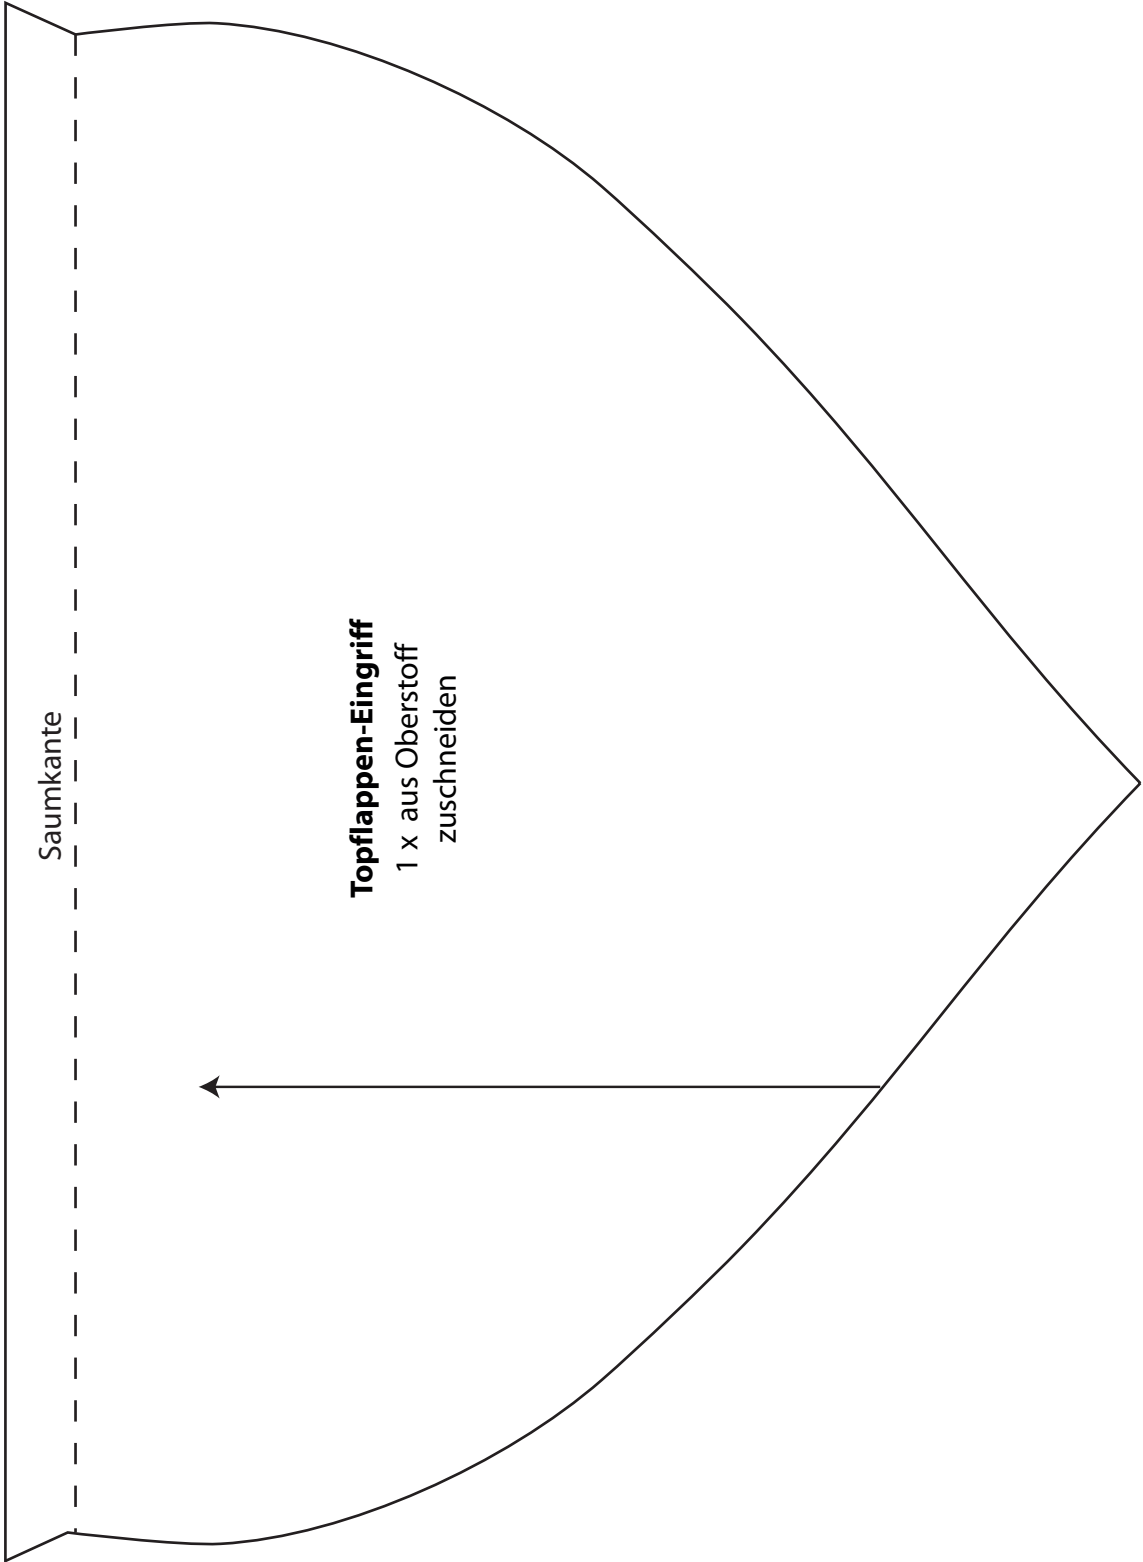 Saumkante
Topflappen-Eingriff
1 x aus Oberstoff
zuschneiden